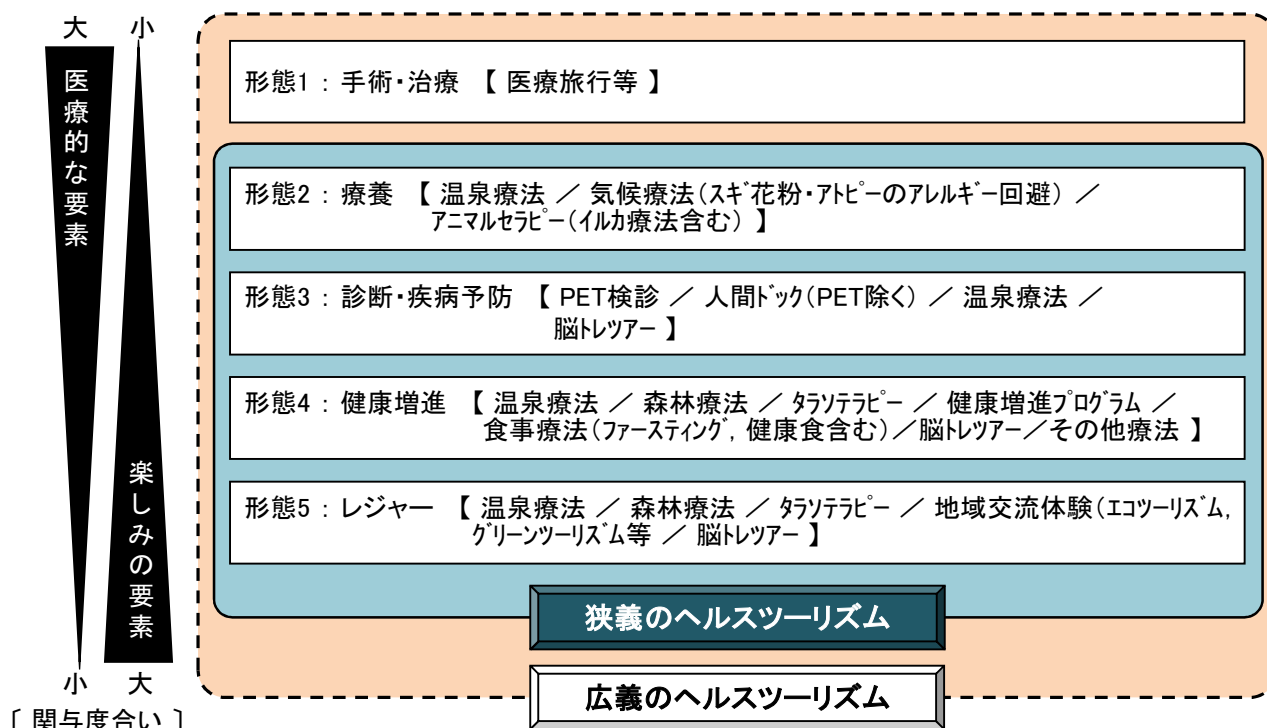 大 小
医療的な要素
楽しみの要素
小 大
〔 関与度合い 〕
形態1 : 手術・治療 【 医療旅行等 】
形態2 : 療養 【 温泉療法 ／ 気候療法(ｽｷﾞ花粉・ｱﾄﾋﾟｰのｱﾚﾙｷﾞｰ回避) ／
ｱﾆﾏﾙｾﾗﾋﾟｰ(ｲﾙｶ療法含む) 】
形態3 : 診断・疾病予防 【 PET検診 ／ 人間ﾄﾞｯｸ(PET除く) ／ 温泉療法 ／
脳ﾄﾚﾂｱｰ 】
形態4 : 健康増進 【 温泉療法 ／ 森林療法 ／ ﾀﾗｿﾃﾗﾋﾟｰ ／ 健康増進ﾌﾟﾛｸﾞﾗﾑ ／
食事療法(ﾌｧｰｽﾃｨﾝｸﾞ, 健康食含む)／脳ﾄﾚﾂｱｰ／その他療法 】
形態5 : レジャー 【 温泉療法 ／ 森林療法 ／ ﾀﾗｿﾃﾗﾋﾟｰ ／ 地域交流体験(ｴｺﾂｰﾘｽﾞﾑ,
ｸﾞﾘｰﾝﾂｰﾘｽﾞﾑ等 ／ 脳ﾄﾚﾂｱｰ 】
狭義のヘルスツーリズム
広義のヘルスツーリズム